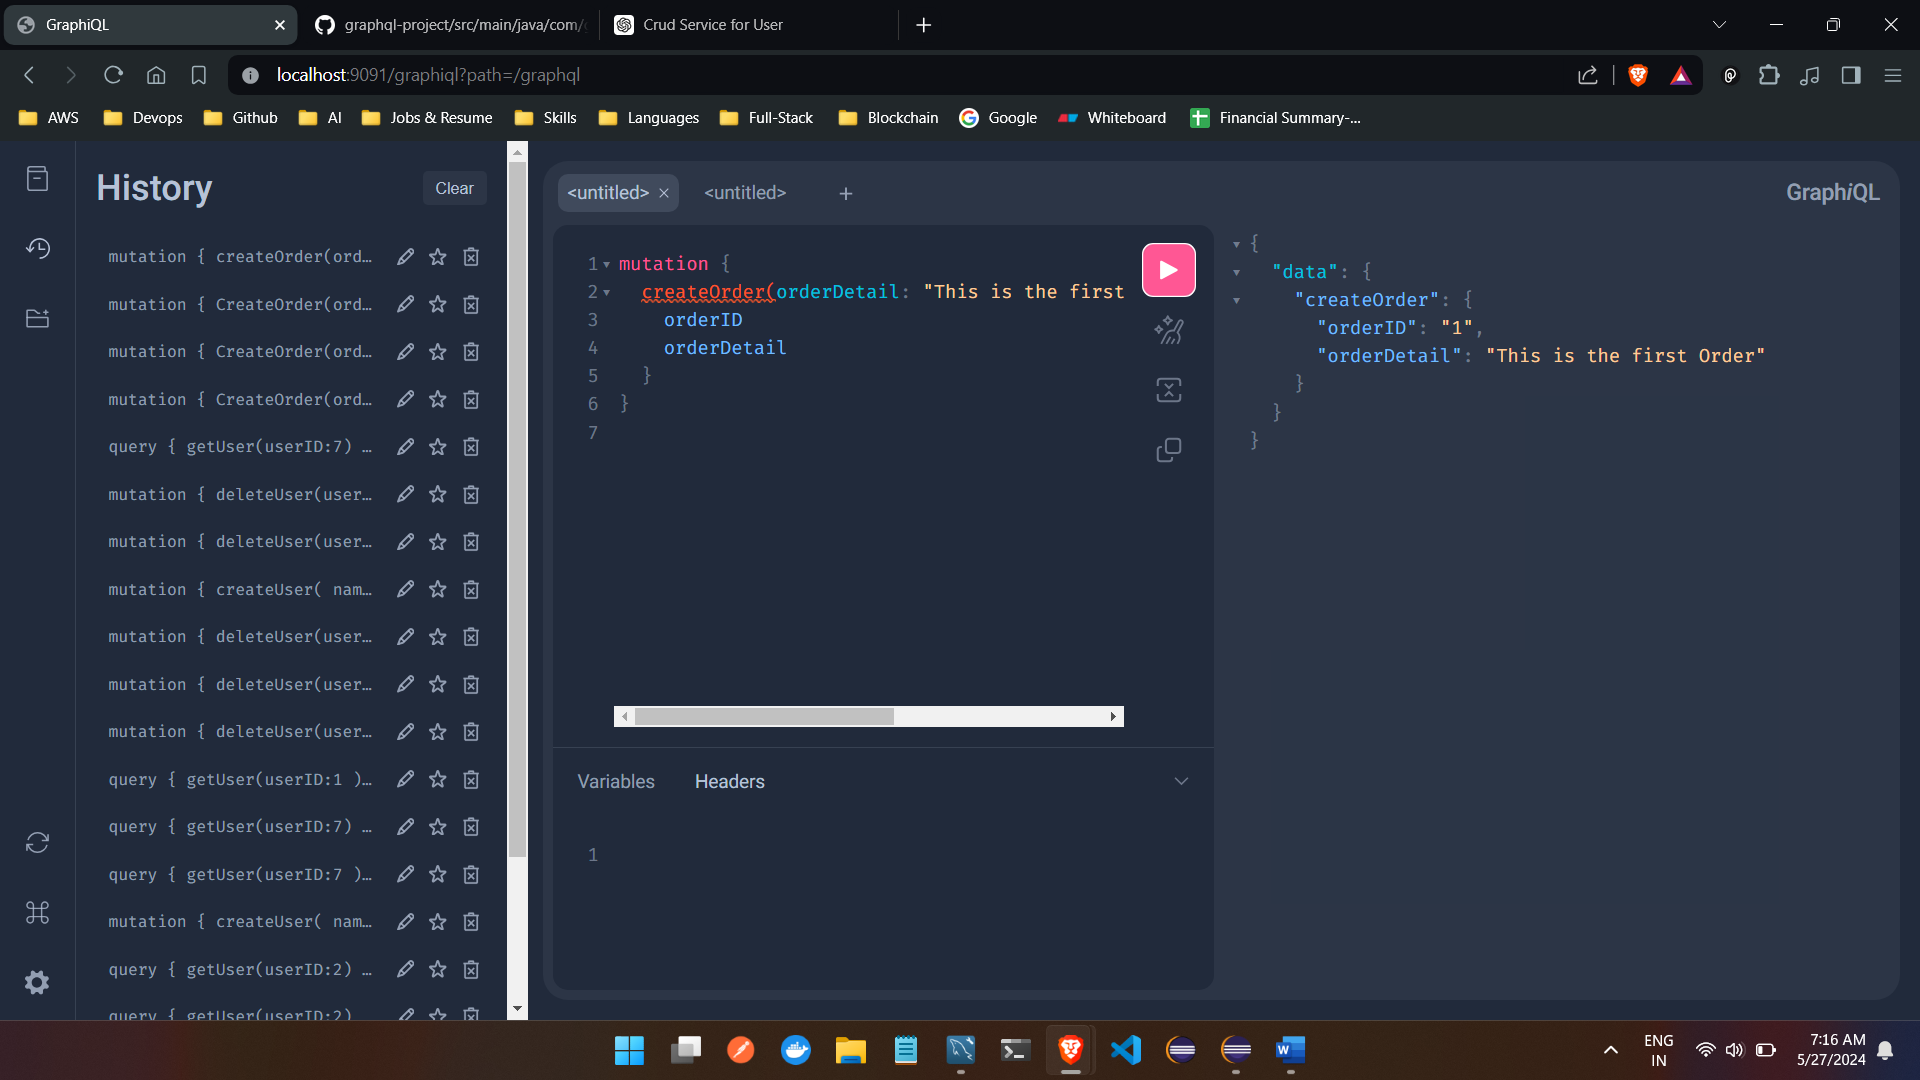 GraphiQL
graphql-project/src/main/java/com/
Crud Service for User
localhost:9091/graphiql?path=/graphql
AWS
Devops
Github
AI
Jobs & Resume
Skills
Languages
Full-Stack
Blockchain
Google
Whiteboard
Financial Summary-...
History
Clear
mutation { createOrder(ord…
mutation { CreateOrder(ord…
mutation { CreateOrder(ord…
mutation { CreateOrder(ord…
query { getUser(userID:7) …
mutation { deleteUser(user…
mutation { deleteUser(user…
mutation { createUser( nam…
mutation { deleteUser(user…
mutation { deleteUser(user…
mutation { deleteUser(user…
query { getUser(userID:1 )…
query { getUser(userID:7) …
query { getUser(userID:7 )…
mutation { createUser( nam…
query { getUser(userID:2) …
query { getUser(userID:2)
<untitled>
<untitled>
GraphiQL
1 mutation {
2 createOrder(orderDetail: "This is the first
3 orderID
4 orderDetail
5 }
6 }
7
Variables
Headers
1
{
"data": {
"createOrder": {
"orderID": "1",
"orderDetail": "This is the first Order"
}
}
}
ENG
IN
7:16 AM
5/27/2024